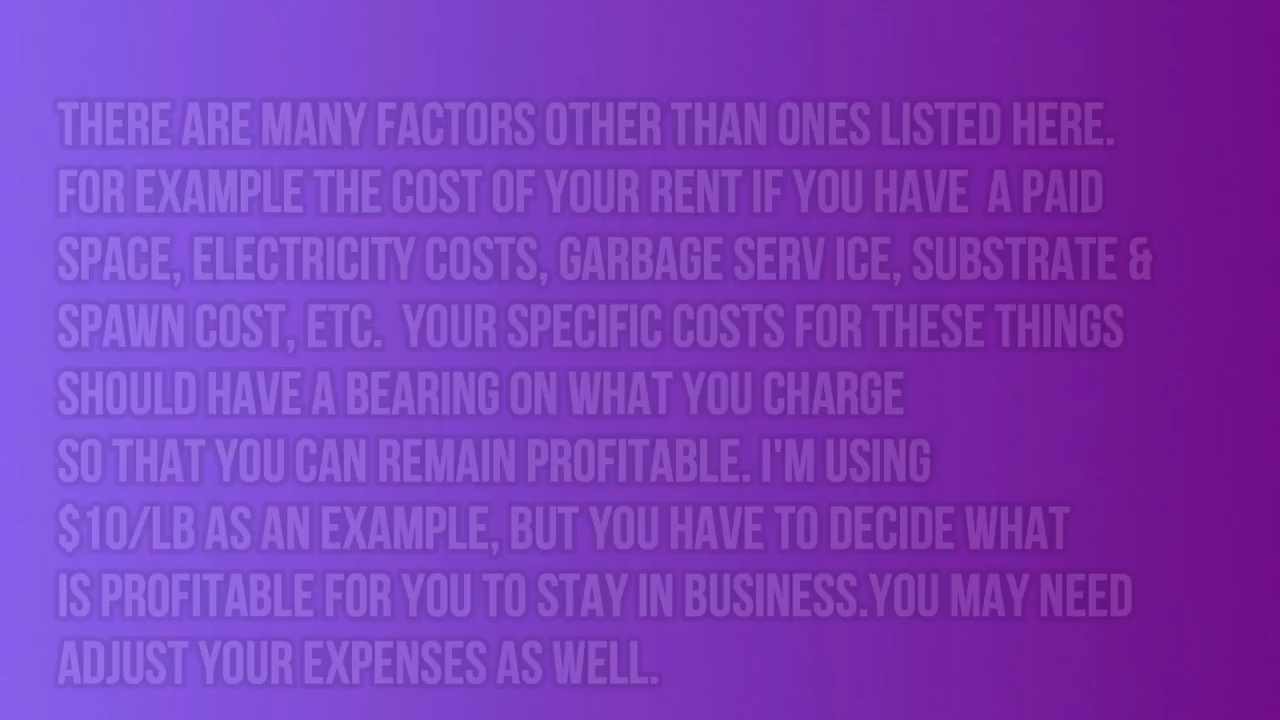 THERE ARE MANY FACTORS OTHER THAN ONES LISTED HERE.
FOR EXAMPLE THE COST OF YOUR RENT IF YOU HAVE  A PAID
SPACE, ELECTRICITY COSTS, GARBAGE SERV ICE, SUBSTRATE &
SPAWN COST, ETC.  YOUR SPECIFIC COSTS FOR THESE THINGS
SHOULD HAVE A BEARING ON WHAT YOU CHARGE
SO THAT YOU CAN REMAIN PROFITABLE. I'M USING
$10/LB AS AN EXAMPLE, BUT YOU HAVE TO DECIDE WHAT
IS PROFITABLE FOR YOU TO STAY IN BUSINESS.YOU MAY NEED
ADJUST YOUR EXPENSES AS WELL.